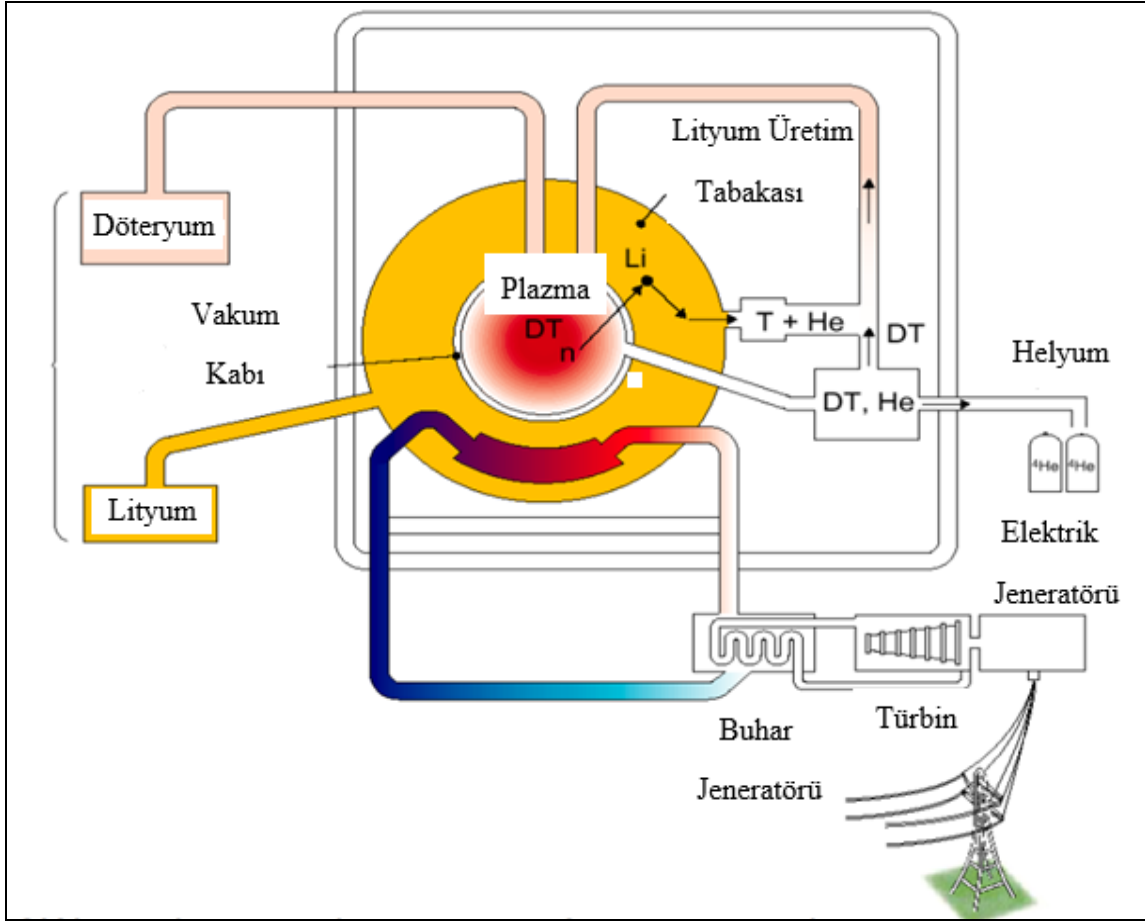 Lityum Üretim
Tabakası
Döteryum
Li
Plazma
Vakum
DT
n
T + He
DT
Kabı
Helyum
DT, He
⁴He
⁴He
Lityum
Elektrik
Jeneratörü
Buhar
Türbin
Jeneratörü